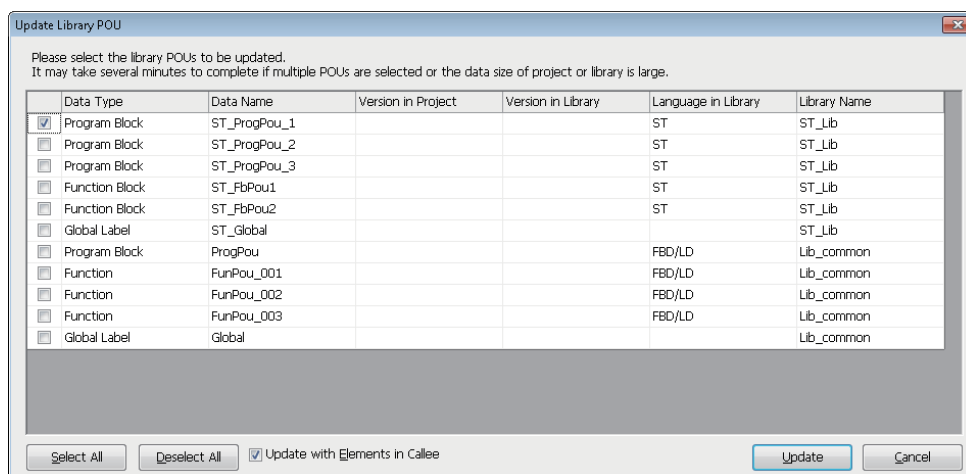 Update Library POU
Please select the library POUs to be updated.
It may take several minutes to complete if multiple POUs are selected or the data size of project or library is large.
Data Type Data Name Version in Project Version in Library Language in Library Library Name
Program Block ST_ProgPou_1 ST ST_Lib
Program Block ST_ProgPou_2 ST ST_Lib
Program Block ST_ProgPou_3 ST ST_Lib
Function Block ST_FbPou1 ST ST_Lib
Function Block ST_FbPou2 ST ST_Lib
Global Label ST_Global ST_Lib
Program Block ProgPou FBD/LD Lib_common
Function FunPou_001 FBD/LD Lib_common
Function FunPou_002 FBD/LD Lib_common
Function FunPou_003 FBD/LD Lib_common
Global Label Global Lib_common
Select All Deselect All Update with Elements in Callee Update Cancel